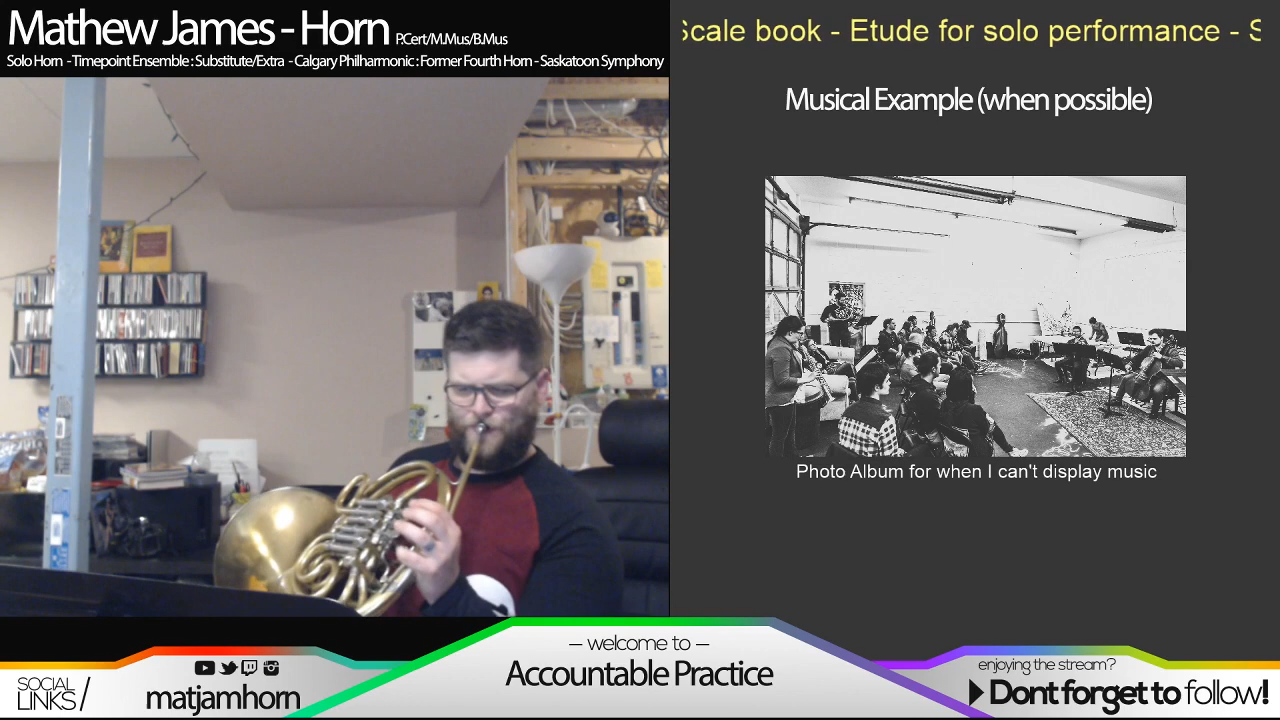 Mathew James - Horn P.Cert/M.Mus/B.Mus
Solo Horn - Timepoint Ensemble : Substitute/Extra - Calgary Philharmonic : Former Fourth Horn - Saskatoon Symphony
Scale book - Etude for solo performance - S
Musical Example (when possible)
Photo Album for when I can't display music
— welcome to —
Accountable Practice
SOCIAL
LINKS /
matjamhorn
enjoying the stream?
Dont forget to follow!